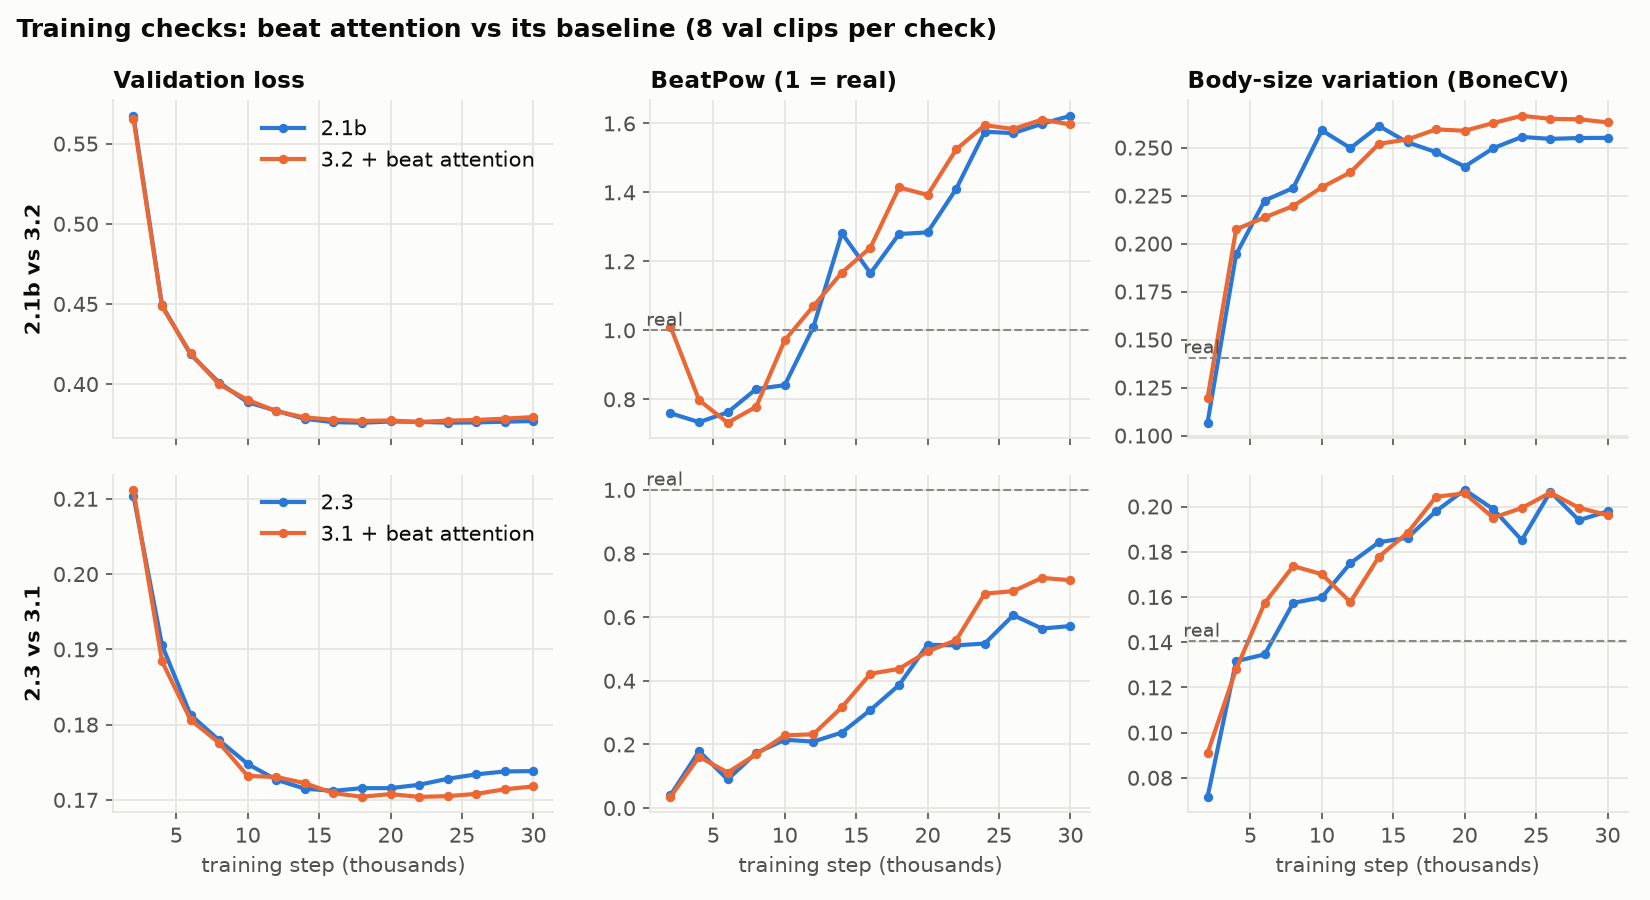 Training checks: beat attention vs its baseline (8 val clips per check)
Validation loss
BeatPow (1 = real)
Body-size variation (BoneCV)
2.1b vs 3.2
0.55
0.50
0.45
0.40
2.1b
3.2 + beat attention
1.6
1.4
1.2
1.0
0.8
real
0.250
0.225
0.200
0.175
0.150
0.125
0.100
real
2.3 vs 3.1
0.21
0.20
0.19
0.18
0.17
2.3
3.1 + beat attention
5 10 15 20 25 30
training step (thousands)
real
1.0
0.8
0.6
0.4
0.2
0.0
5 10 15 20 25 30
training step (thousands)
0.20
0.18
0.16
0.14
0.12
0.10
0.08
real
5 10 15 20 25 30
training step (thousands)